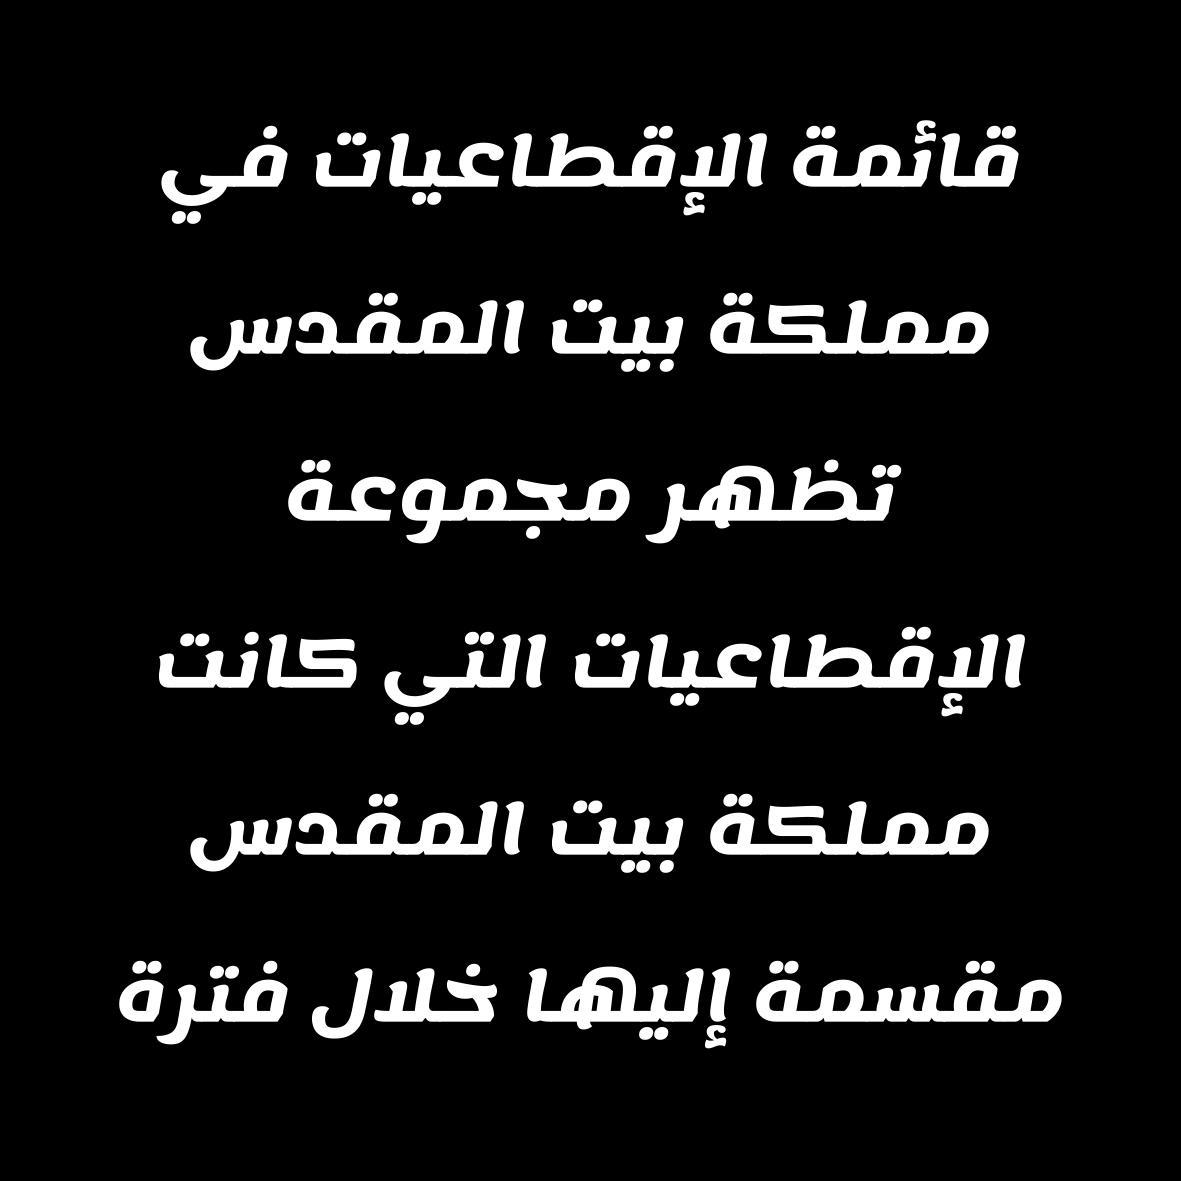 قائمة الإقطاعيات في
مملكة بيت المقدس
تظهر مجموعة
الإقطاعيات التي كانت
مملكة بيت المقدس
مقسمة إليها خلال فترة